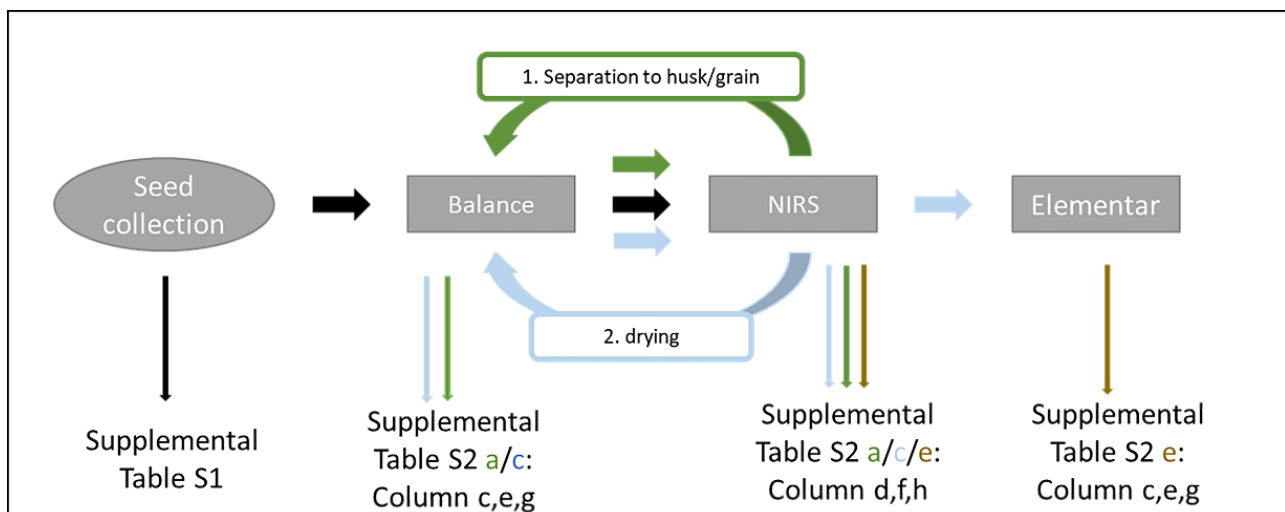 1. Separation to husk/grain
Seed
collection
Balance
NIRS
Elementar
2. drying
Supplemental
Table S1
Supplemental
Table S2 a/c:
Column c,e,g
Supplemental
Table S2 a/c/e:
Column d,f,h
Supplemental
Table S2 e:
Column c,e,g